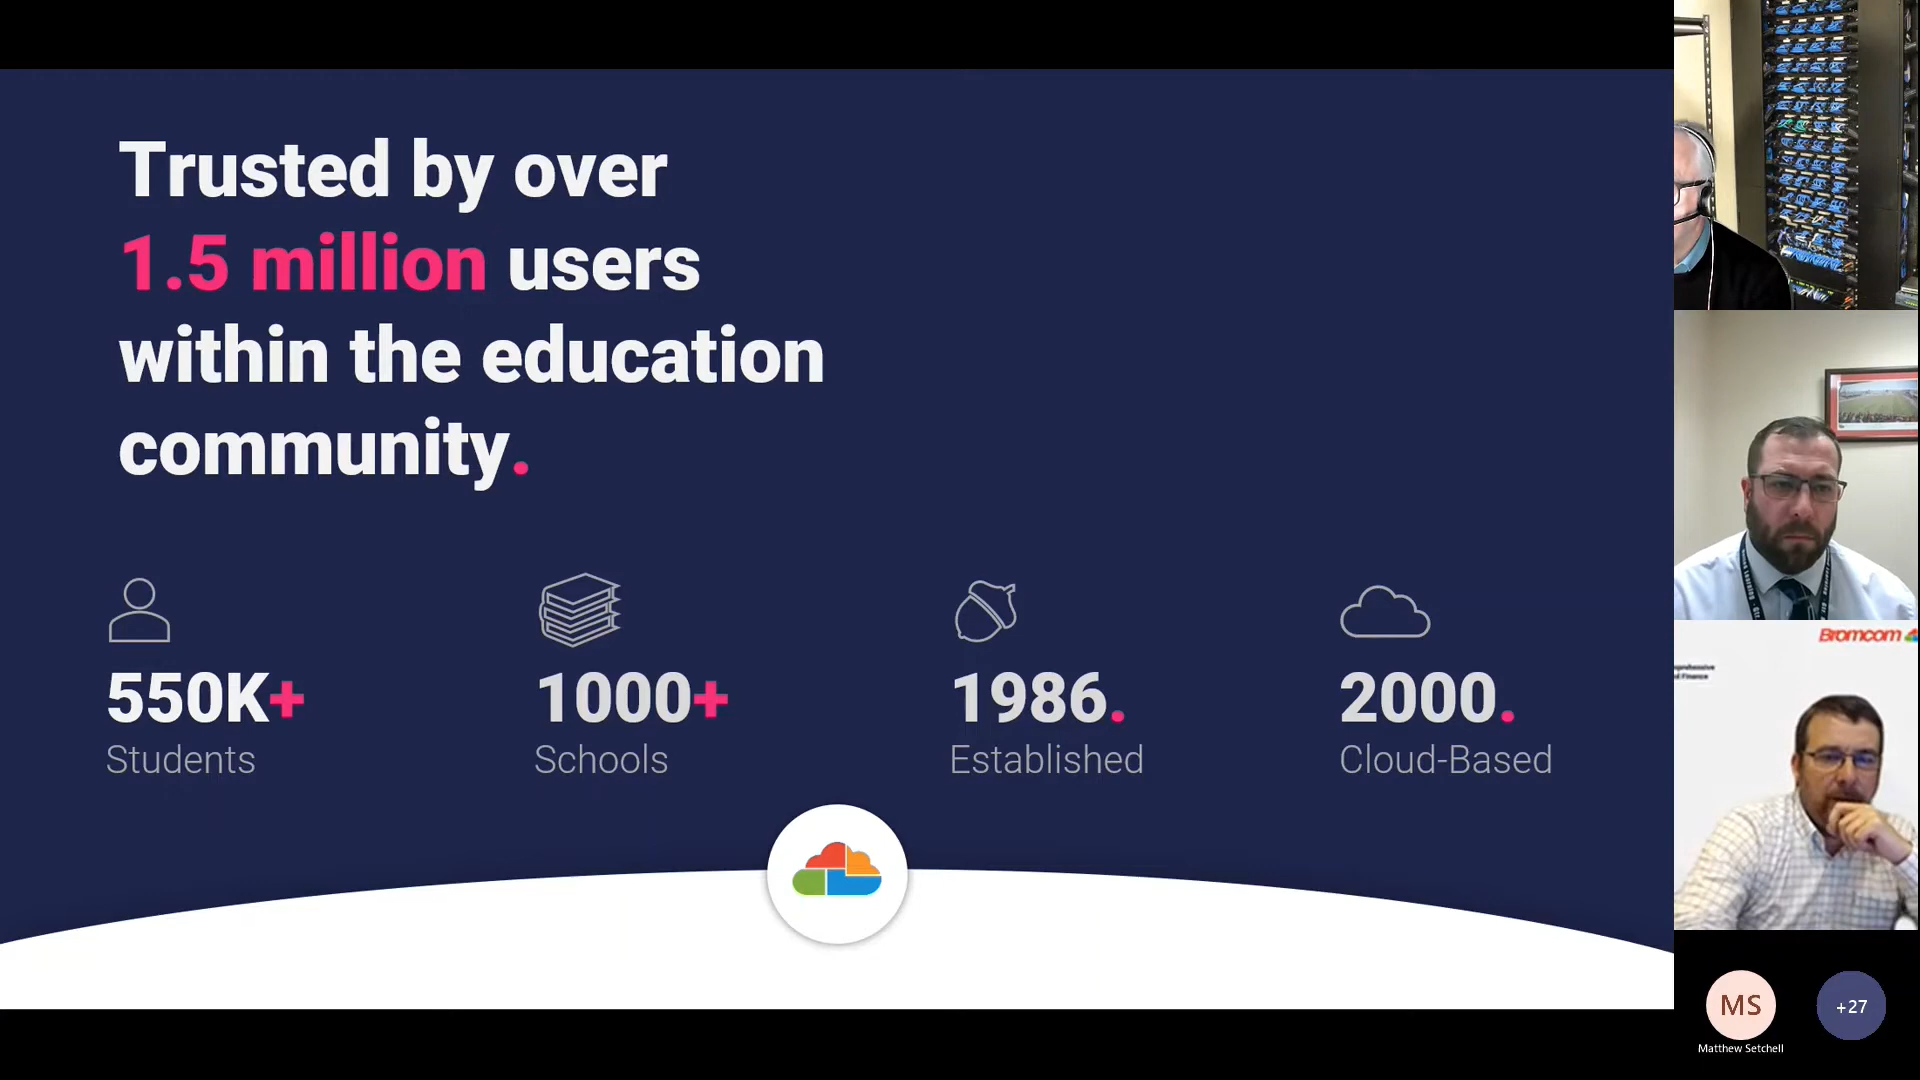 Trusted by over
1.5 million users
within the education
community.
550K+
Students
1000+
Schools
1986.
Established
2000.
Cloud-Based
Bromcom
MS
Matthew Setchell
+27